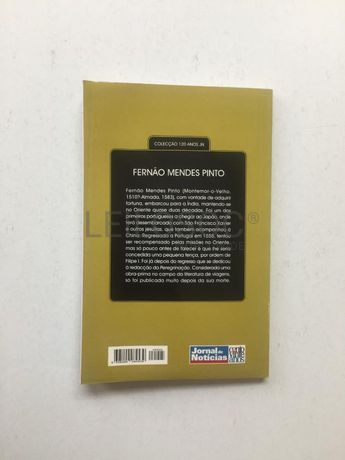 COLECÇÃO 120 ANOS JN
FERNÃO MENDES PINTO
Fernão Mendes Pinto (Montemor-o-Velho,
1510?-Almada, 1583), com vontade de adquirir
fortuna, embarcou para a Índia, mantendo-se
no Oriente quase duas décadas. Foi um dos
primeiros portugueses a chegar ao Japão, onde
terá desembarcado com São Francisco Xavier
e outros jesuítas, que também acompanhou à
China. Regressado a Portugal em 1558, tentou
ser recompensado pelas missões no Oriente,
mas só pouco antes de falecer é que lhe seria
concedida uma pequena tença, por ordem de
Filipe I. Foi já depois do regresso que se dedicou
à redacção da Peregrinação. Considerada uma
obra-prima no campo da literatura de viagens,
só foi publicada muito depois da sua morte.
Jornal de
Notícias
anos